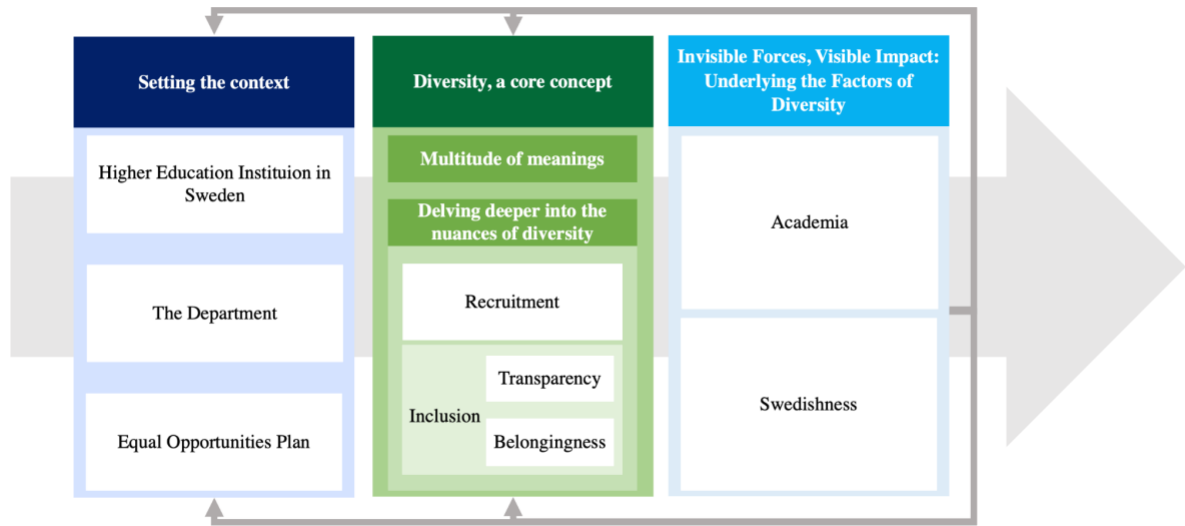 Setting the context
Higher Education Instituion in
Sweden
The Department
Equal Opportunities Plan
Diversity, a core concept
Multitude of meanings
Delving deeper into the
nuances of diversity
Recruitment
Inclusion
Transparency
Belongingness
Invisible Forces, Visible Impact:
Underlying the Factors of
Diversity
Academia
Swedishness